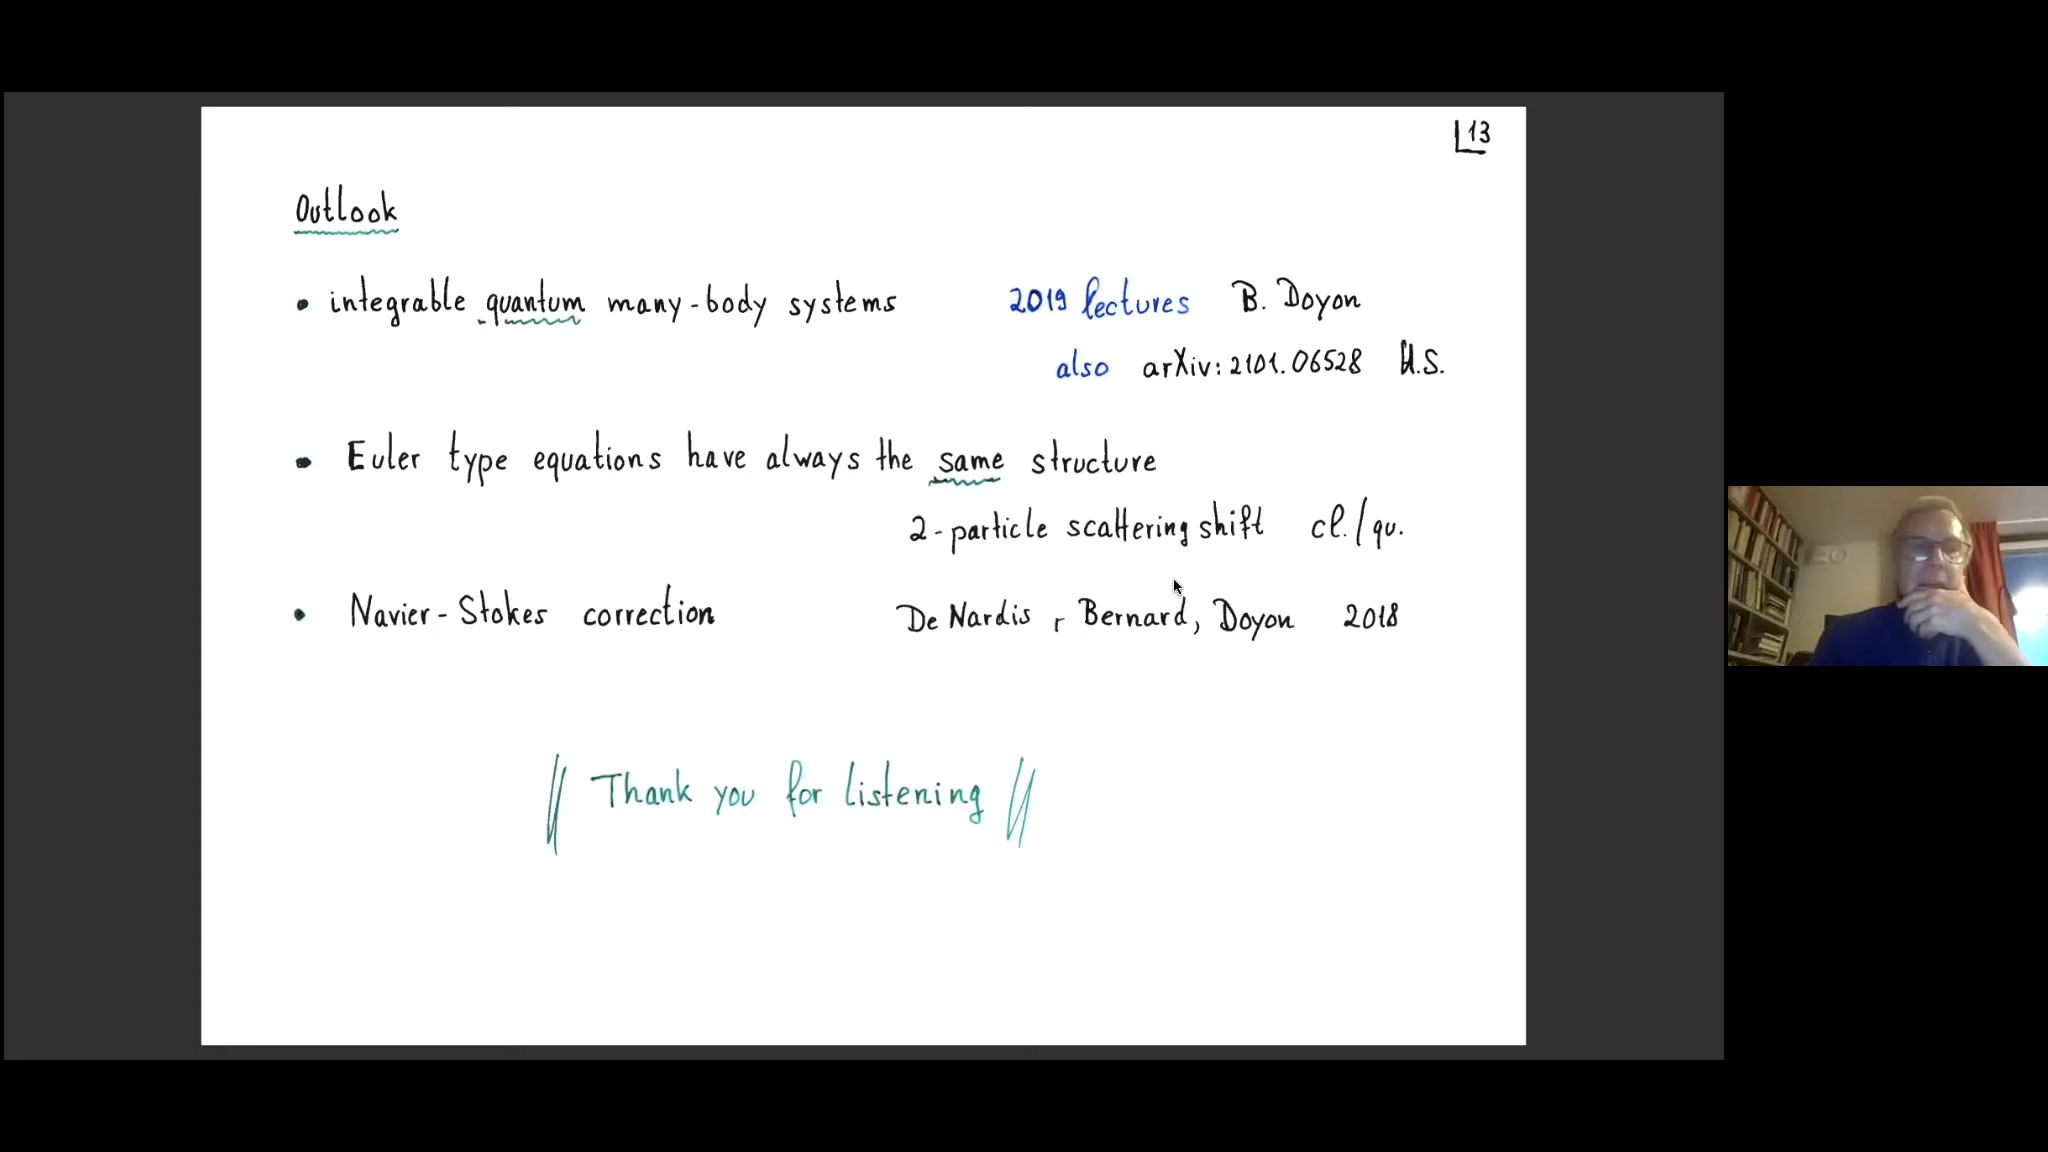 13
Outlook
• integrable quantum many-body systems 2019 lectures B. Doyon
also arXiv: 2101.06528 H.S.
• Euler type equations have always the same structure
2-particle scattering shift cl./qu.
• Navier-Stokes correction De Nardis, Bernard, Doyon 2018
Thank you for listening